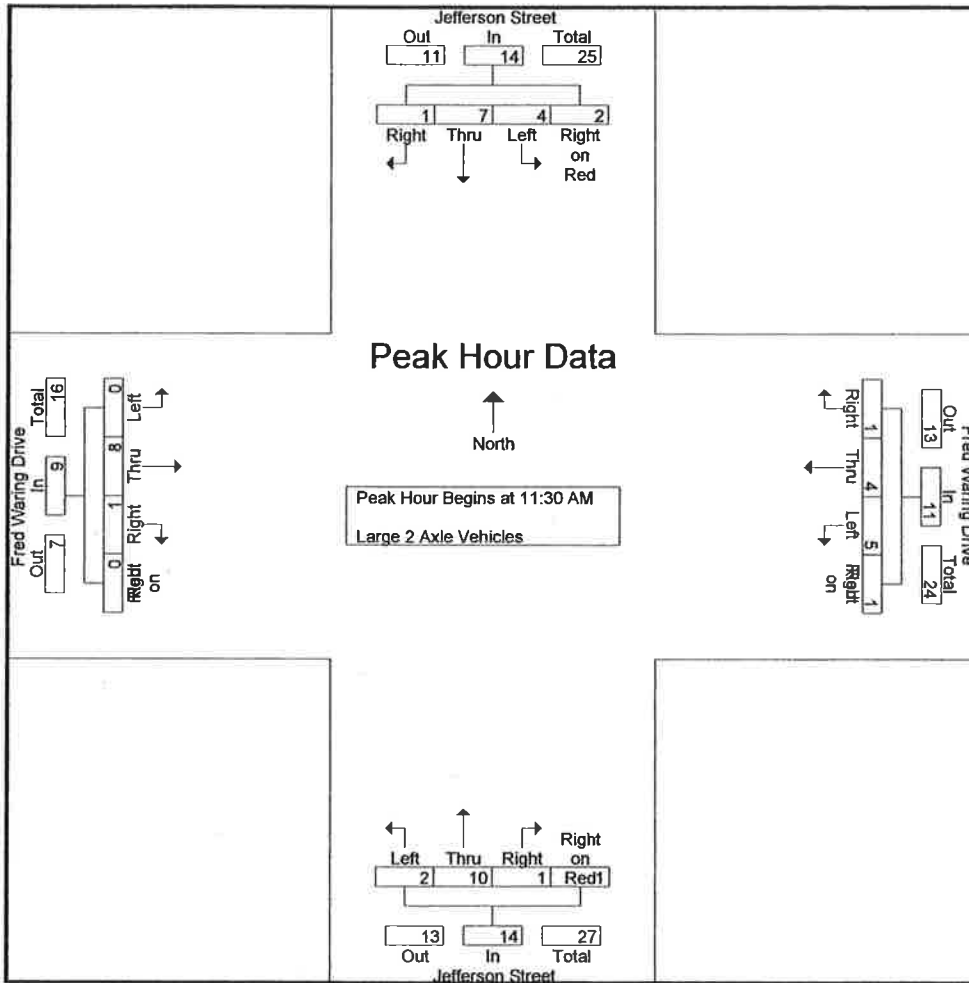 Jefferson Street
Out In Total
11 14 25
1 7 4 2
Right Thru Left Right
on
Red
Peak Hour Data
North
Peak Hour Begins at 11:30 AM
Large 2 Axle Vehicles
Fred Waring Drive
Total In Out
16 9 7
0 8 1 0
Left Thru Right
on
Fred Waring Drive
Out In Total
13 11 24
1 4 5 1
Right Thru Left
on
Left Thru Right Right
on
2 10 1 Red1
13 14 27
Out In Total
Jefferson Street